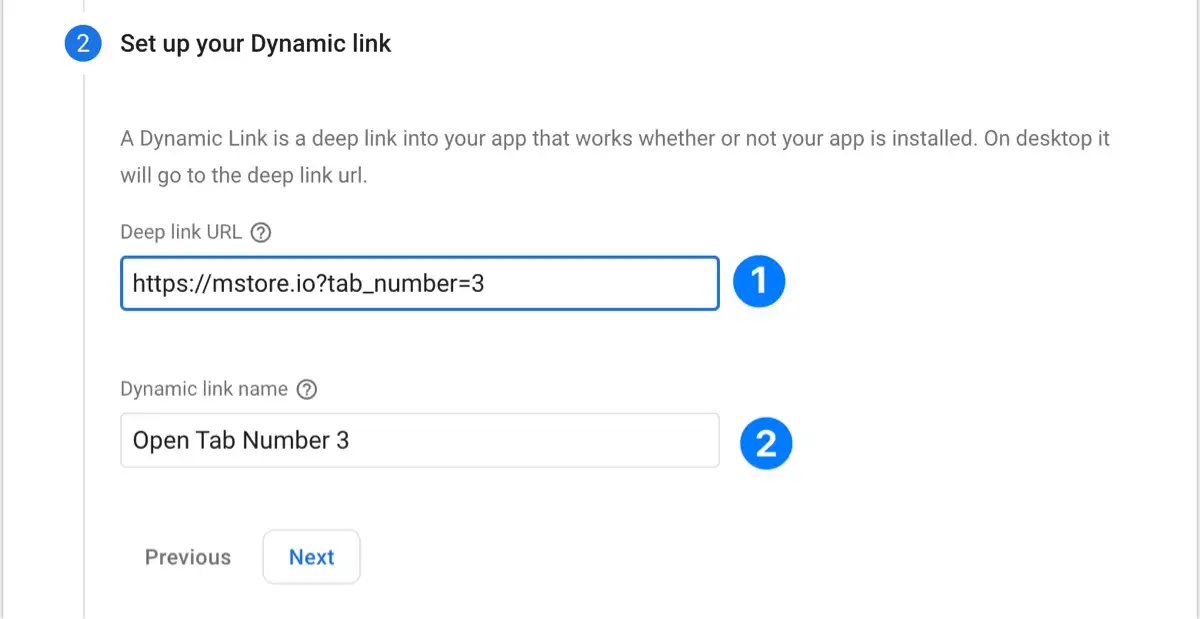 2 Set up your Dynamic link
A Dynamic Link is a deep link into your app that works whether or not your app is installed. On desktop it
will go to the deep link url.
Deep link URL ?
https://mstore.io?tab_number=3 1
Dynamic link name ?
Open Tab Number 3 2
Previous Next